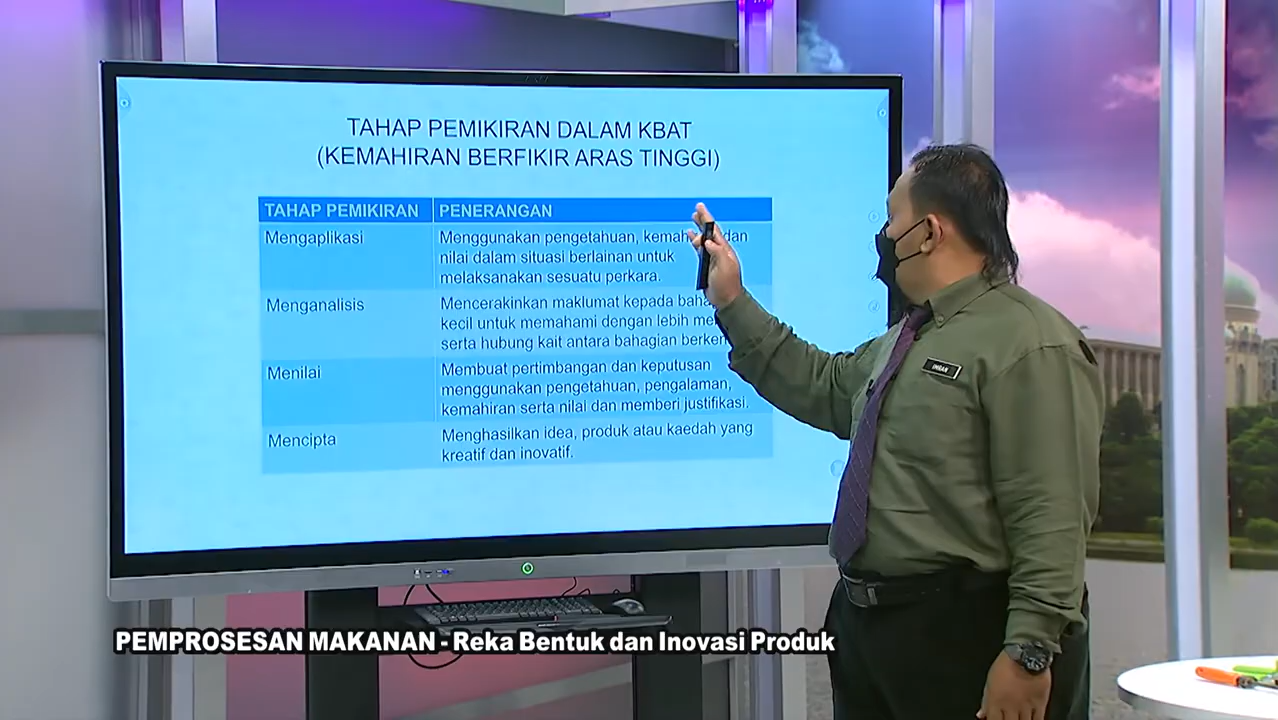 TAHAP PEMIKIRAN DALAM KBAT
(KEMAHIRAN BERFIKIR ARAS TINGGI)
TAHAP PEMIKIRAN PENERANGAN
Mengaplikasi
Menggunakan pengetahuan, dan
nilai dalam situasi berlainan untuk
melaksanakan sesuatu perkara.
Menganalisis
Mencerakinkan maklumat kepada
kecil untuk memahami dengan lebih
serta hubung kait antara bahagian
Menilai
Membuat pertimbangan dan keputusan
menggunakan pengetahuan, pengalaman,
kemahiran serta nilai dan memberi justifikasi.
Mencipta
Menghasilkan idea, produk atau kaedah yang
kreatif dan inovatif.
IMRAN
PEMPROSESAN MAKANAN - Reka Bentuk dan Inovasi Produk